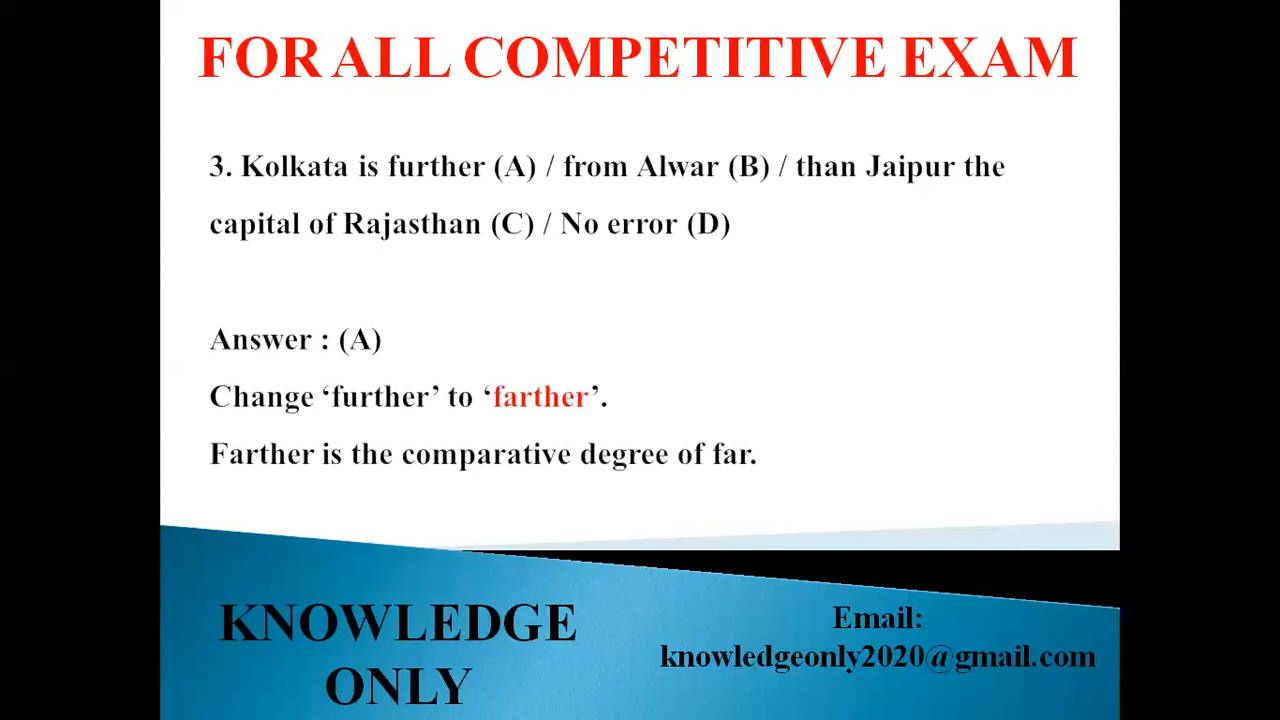 FOR ALL COMPETITIVE EXAM
3. Kolkata is further (A) / from Alwar (B) / than Jaipur the
capital of Rajasthan (C) / No error (D)
Answer : (A)
Change ‘further’ to ‘farther’.
Farther is the comparative degree of far.
KNOWLEDGE
ONLY
Email:
knowledgeonly2020@gmail.com